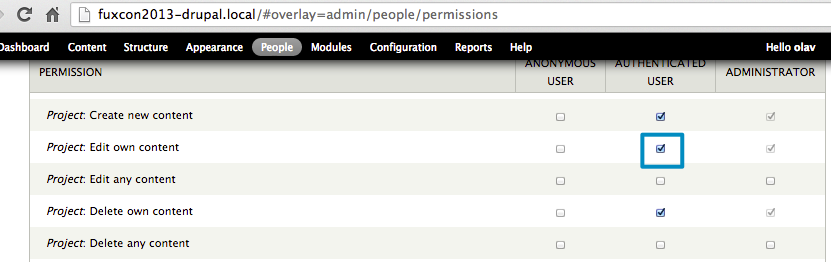 fuxcon2013-drupal.local/#overlay=admin/people/permissions
Dashboard Content Structure Appearance People Modules Configuration Reports Help Hello olav
PERMISSION ANONYMOUS USER AUTHENTICATED USER ADMINISTRATOR
Project: Create new content
Project: Edit own content
Project: Edit any content
Project: Delete own content
Project: Delete any content